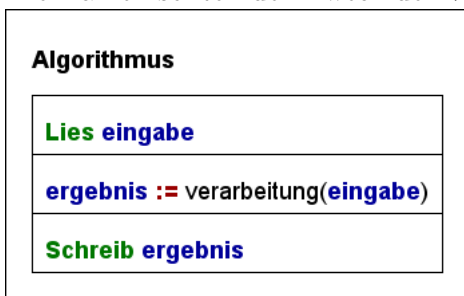 Algorithmus
Lies eingabe
ergebnis := verarbeitung(eingabe)
Schreib ergebnis